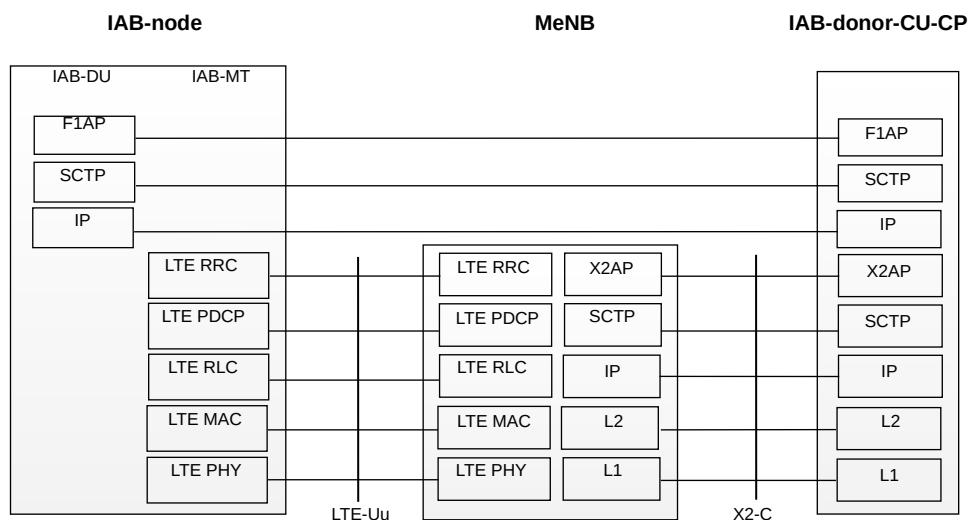 IAB-node MeNB IAB-donor-CU-CP
IAB-DU IAB-MT
F1AP F1AP
SCTP SCTP
IP IP
LTE RRC LTE RRC X2AP X2AP
LTE PDCP LTE PDCP SCTP SCTP
LTE RLC LTE RLC IP IP
LTE MAC LTE MAC L2 L2
LTE PHY LTE PHY L1 L1
LTE-Uu X2-C